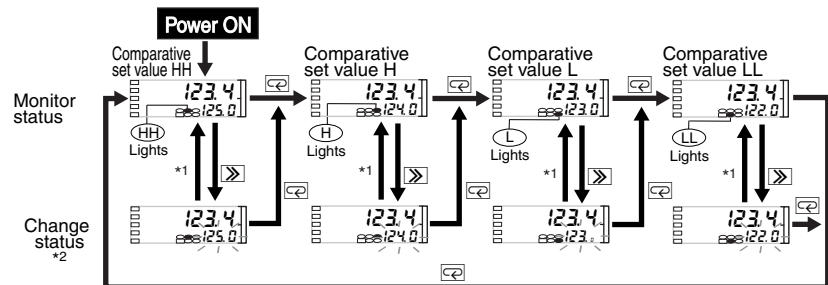 Power ON
Comparative set value HH
Comparative set value H
Comparative set value L
Comparative set value LL
Monitor status
123.4
125.0
HH
Lights
123.4
124.0
H
Lights
123.4
123.0
L
Lights
123.4
122.0
LL
Lights
*1
*1
*1
*1
Change status
*2
123.4
125.0
123.4
124.0
123.4
123.
123.4
122.0